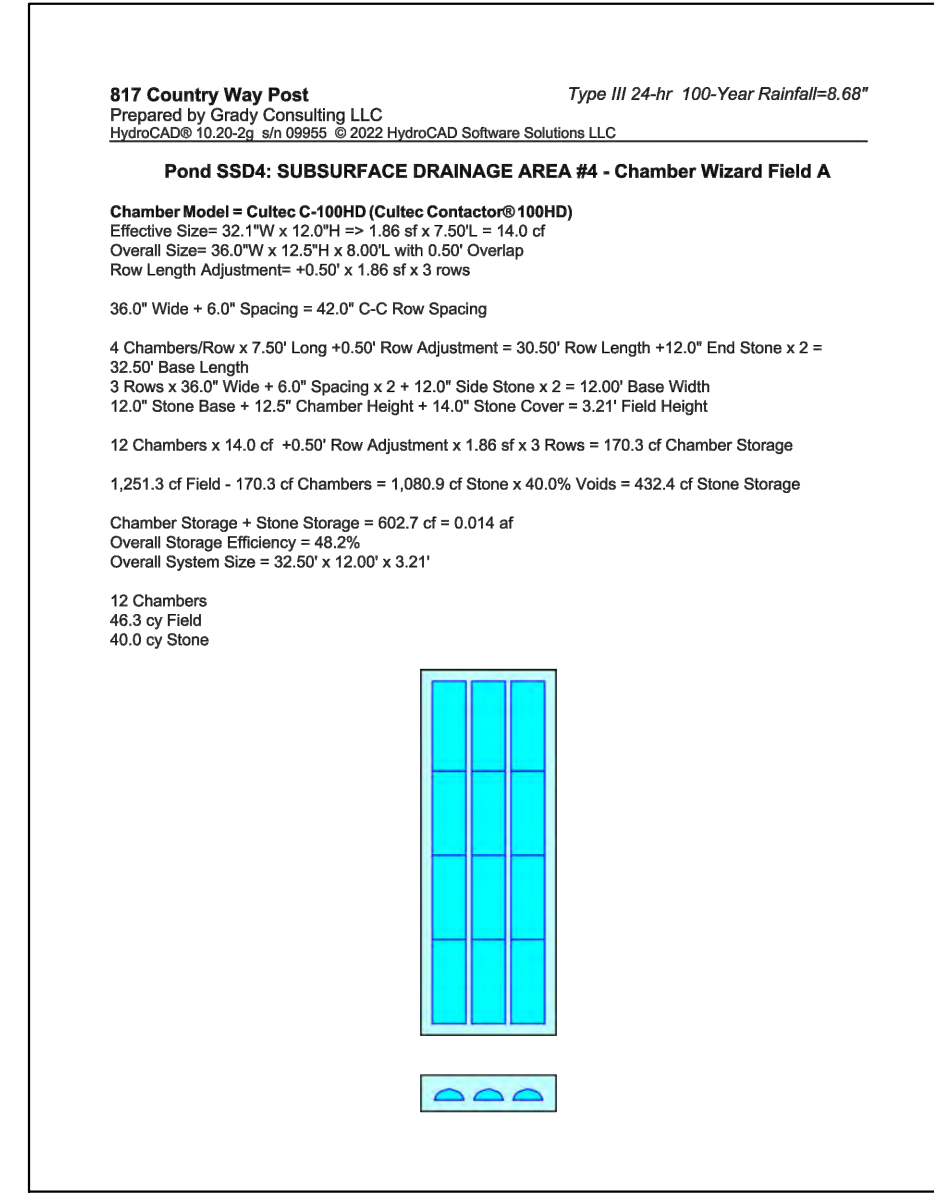 817 Country Way Post
Type III 24-hr 100-Year Rainfall=8.68"
Prepared by Grady Consulting LLC
HydroCAD® 10.20-2g s/n 09955 © 2022 HydroCAD Software Solutions LLC
Pond SSD4: SUBSURFACE DRAINAGE AREA #4 - Chamber Wizard Field A
Chamber Model = Cultec C-100HD (Cultec Contactor® 100HD)
Effective Size= 32.1"W x 12.0"H => 1.86 sf x 7.50'L = 14.0 cf
Overall Size= 36.0"W x 12.5"H x 8.00'L with 0.50' Overlap
Row Length Adjustment= +0.50' x 1.86 sf x 3 rows
36.0" Wide + 6.0" Spacing = 42.0" C-C Row Spacing
4 Chambers/Row x 7.50' Long +0.50' Row Adjustment = 30.50' Row Length +12.0" End Stone x 2 =
32.50' Base Length
3 Rows x 36.0" Wide + 6.0" Spacing x 2 + 12.0" Side Stone x 2 = 12.00' Base Width
12.0" Stone Base + 12.5" Chamber Height + 14.0" Stone Cover = 3.21' Field Height
12 Chambers x 14.0 cf +0.50' Row Adjustment x 1.86 sf x 3 Rows = 170.3 cf Chamber Storage
1,251.3 cf Field - 170.3 cf Chambers = 1,080.9 cf Stone x 40.0% Voids = 432.4 cf Stone Storage
Chamber Storage + Stone Storage = 602.7 cf = 0.014 af
Overall Storage Efficiency = 48.2%
Overall System Size = 32.50' x 12.00' x 3.21'
12 Chambers
46.3 cy Field
40.0 cy Stone